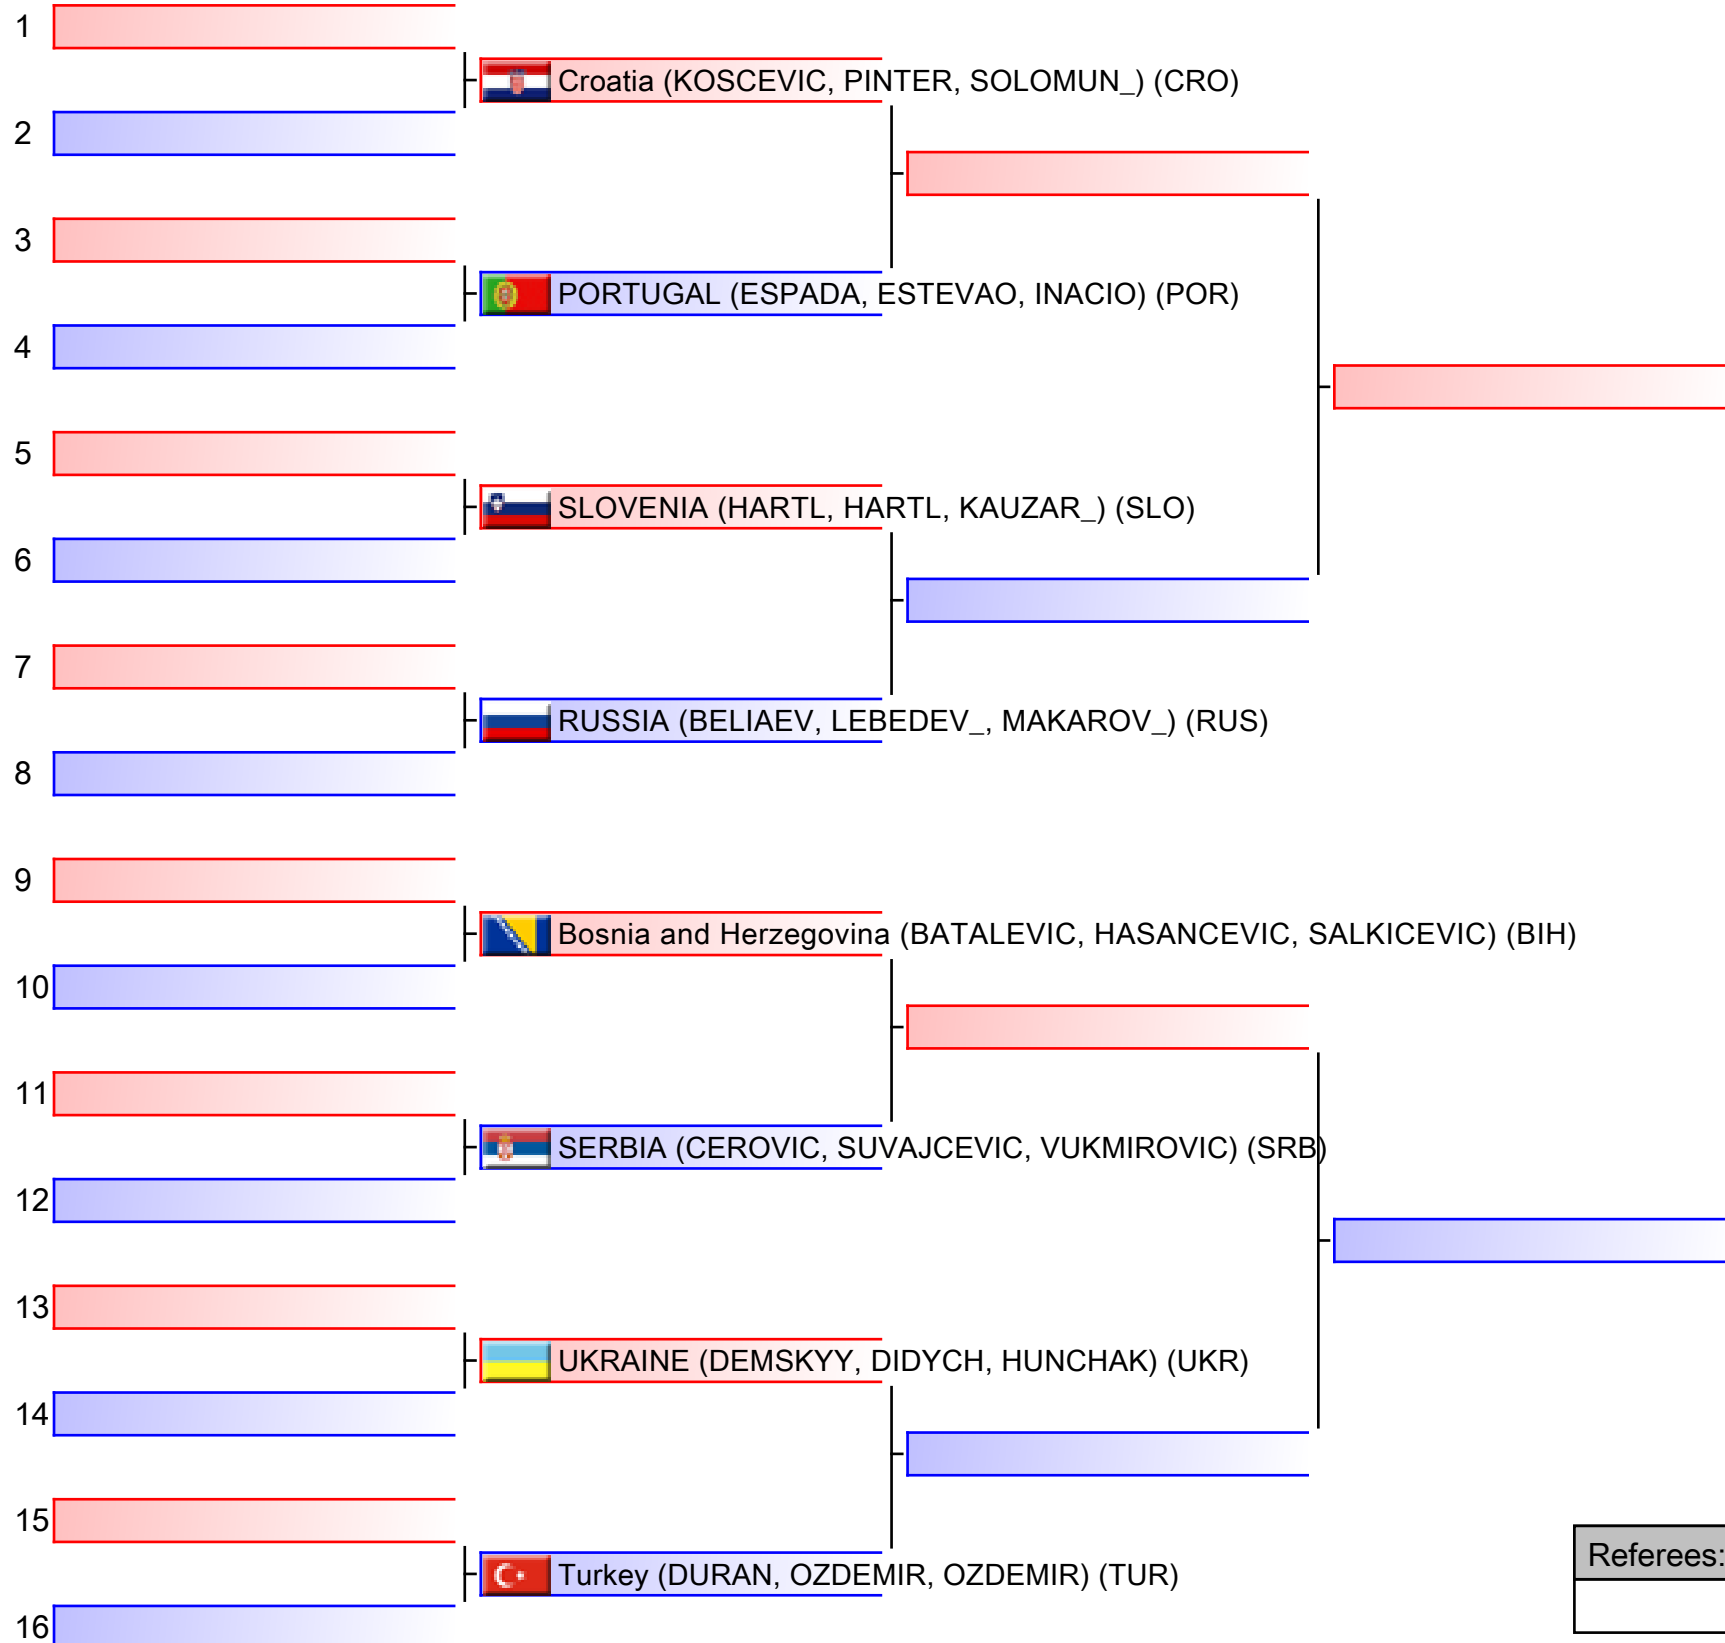 1
Croatia (KOSCEVIC, PINTER, SOLOMUN_) (CRO)
2
3
PORTUGAL (ESPADA, ESTEVAO, INACIO) (POR)
4
5
SLOVENIA (HARTL, HARTL, KAUZAR_) (SLO)
6
7
RUSSIA (BELIAEV, LEBEDEV_, MAKAROV_) (RUS)
8
9
Bosnia and Herzegovina (BATALEVIC, HASANCEVIC, SALKICEVIC) (BIH)
10
11
SERBIA (CEROVIC, SUVAJCEVIC, VUKMIROVIC) (SRB)
12
13
UKRAINE (DEMSKYY, DIDYCH, HUNCHAK) (UKR)
14
15
Referees:
Turkey (DURAN, OZDEMIR, OZDEMIR) (TUR)
16